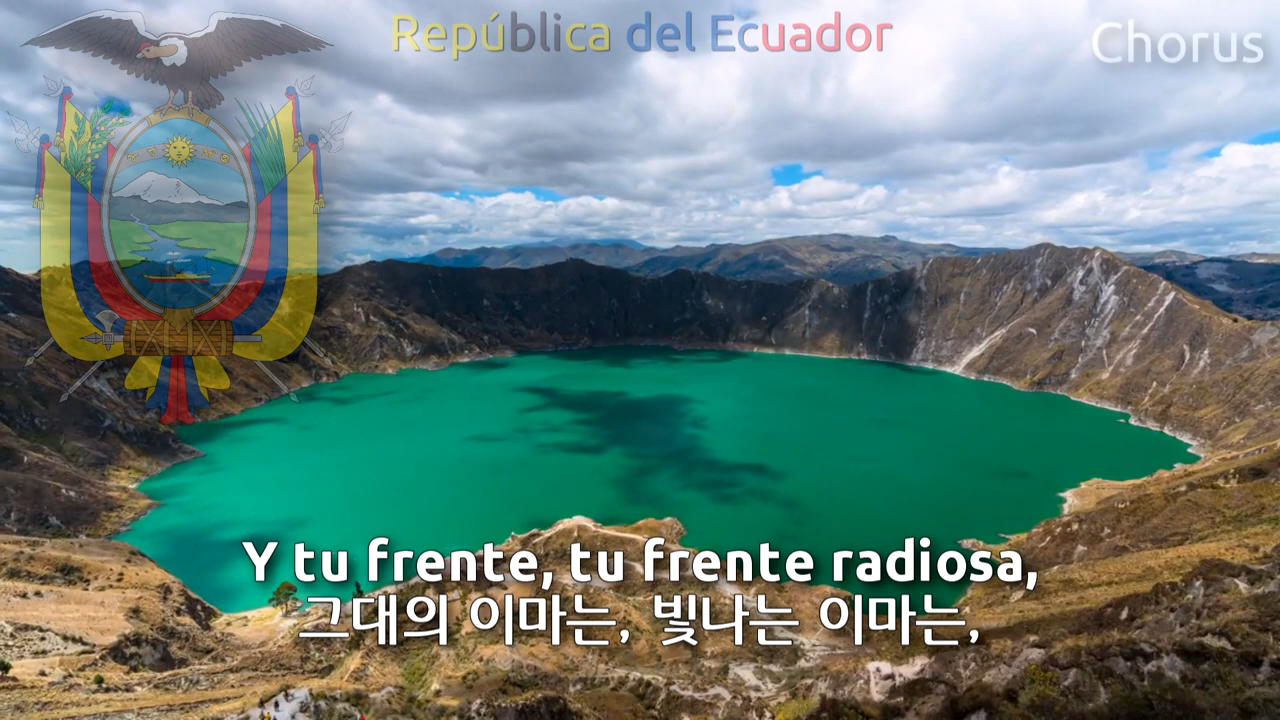 República del Ecuador
Chorus
Y tu frente, tu frente radiosa,
그대의 이마는, 빛나는 이마는,